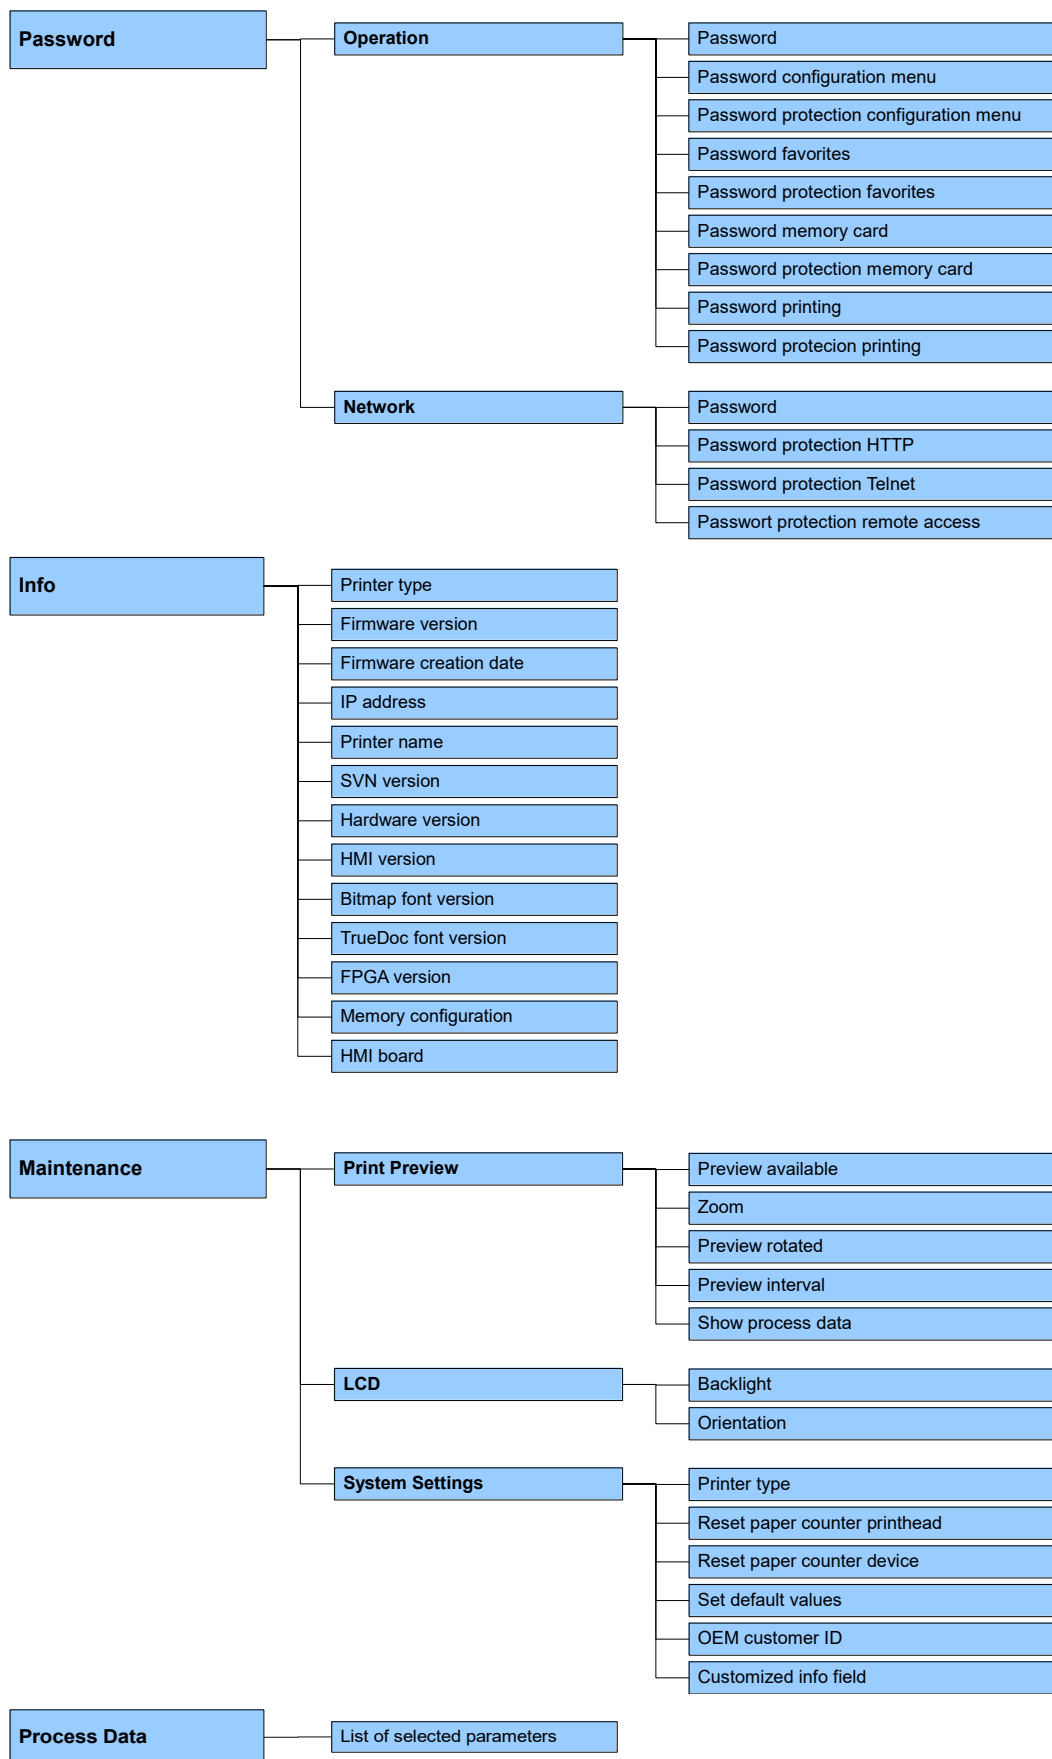 Password
Operation
Password
Password configuration menu
Password protection configuration menu
Password favorites
Password protection favorites
Password memory card
Password protection memory card
Password printing
Password protecion printing
Network
Password
Password protection HTTP
Password protection Telnet
Passwort protection remote access
Info
Printer type
Firmware version
Firmware creation date
IP address
Printer name
SVN version
Hardware version
HMI version
Bitmap font version
TrueDoc font version
FPGA version
Memory configuration
HMI board
Maintenance
Print Preview
Preview available
Zoom
Preview rotated
Preview interval
Show process data
LCD
Backlight
Orientation
System Settings
Printer type
Reset paper counter printhead
Reset paper counter device
Set default values
OEM customer ID
Customized info field
Process Data
List of selected parameters